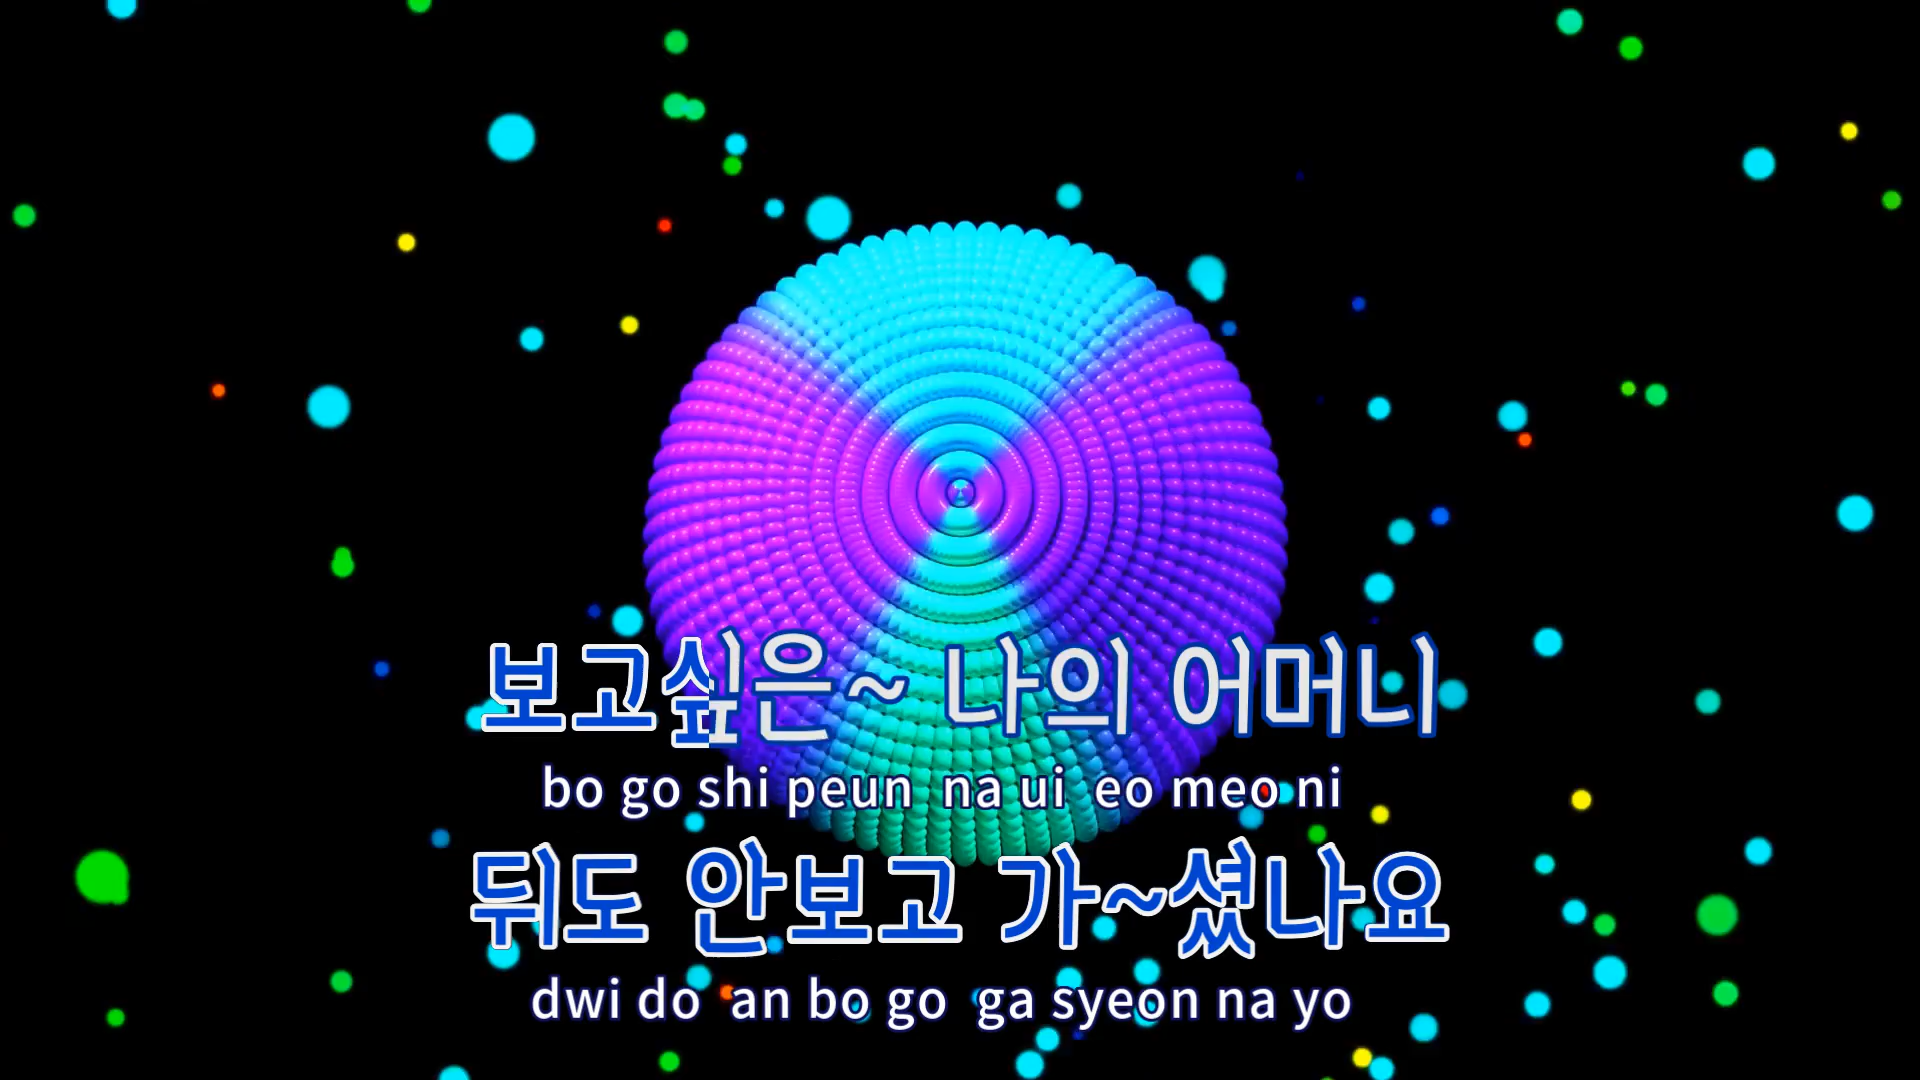 보고싶은~ 나의 어머니
bo go shi peun na ui eo meo ni
뒤도 안보고 가~셨나요
dwi do an bo go ga syeon na yo